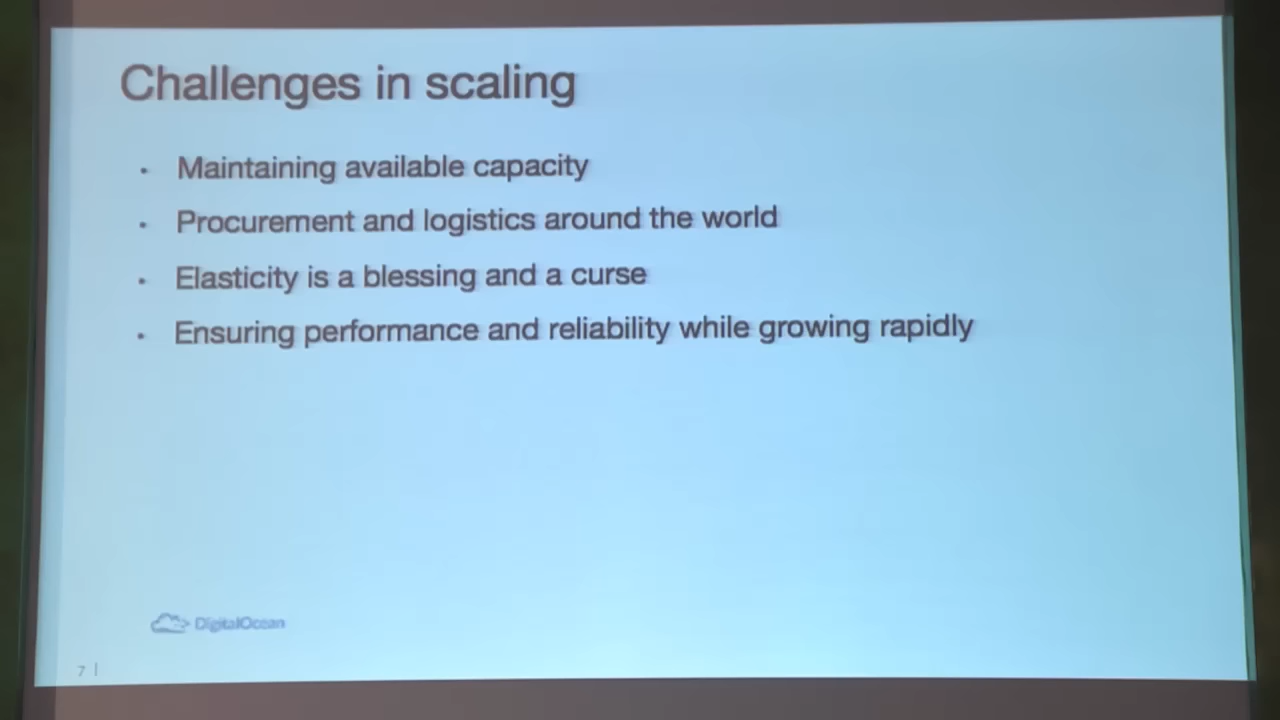 Challenges in scaling
• Maintaining available capacity
• Procurement and logistics around the world
• Elasticity is a blessing and a curse
• Ensuring performance and reliability while growing rapidly
DigitalOcean
7 |